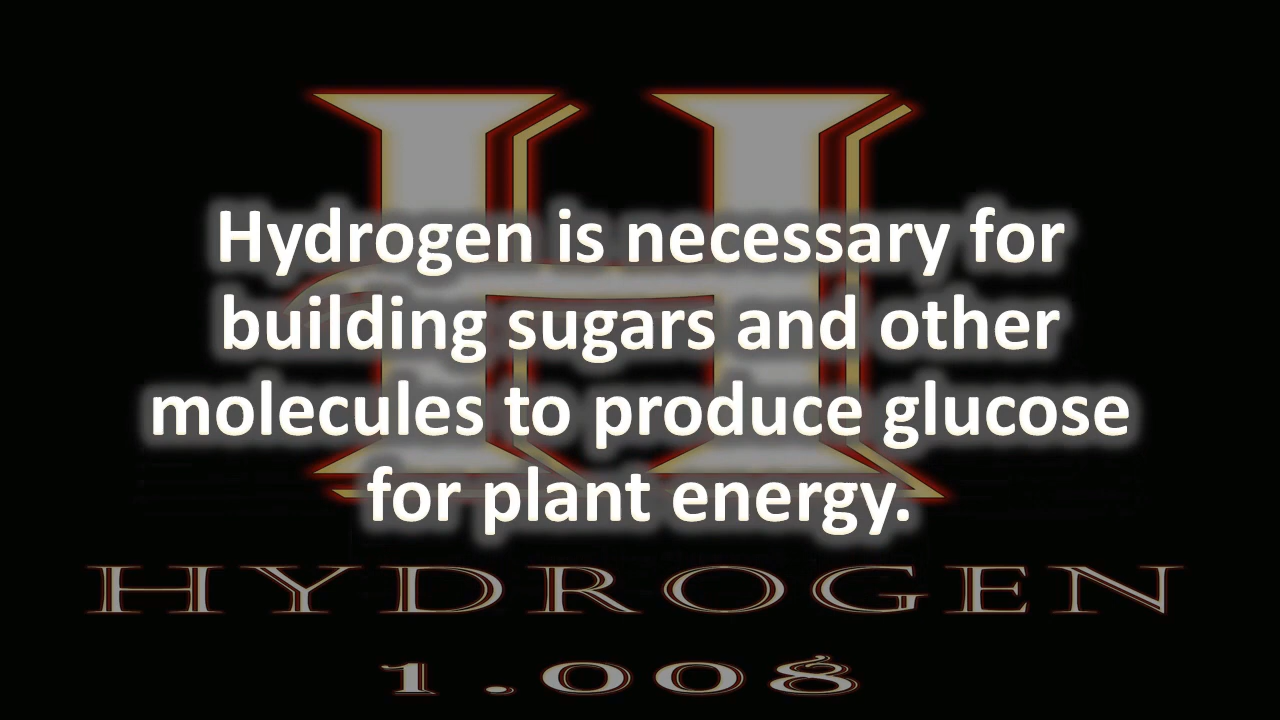 H
Hydrogen is necessary for
building sugars and other
molecules to produce glucose
for plant energy.
HYDROGEN
1.008